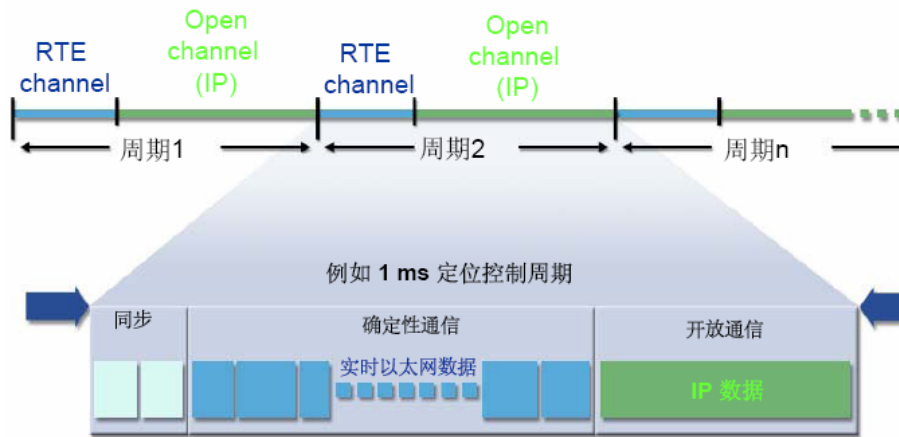 RTE
channel
Open
channel
(IP)
RTE
channel
Open
channel
(IP)
周期1
周期2
周期n
例如 1 ms 定位控制周期
同步
确定性通信
开放通信
实时以太网数据
IP 数据